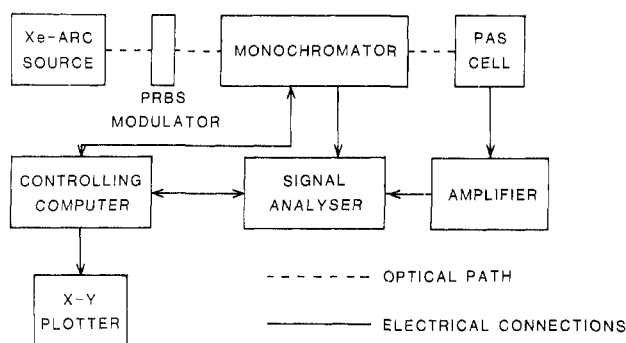 Xe-ARC
SOURCE
PRBS
MODULATOR
MONOCHROMATOR
PAS
CELL
CONTROLLING
COMPUTER
SIGNAL
ANALYSER
AMPLIFIER
X-Y
PLOTTER
OPTICAL PATH
ELECTRICAL CONNECTIONS